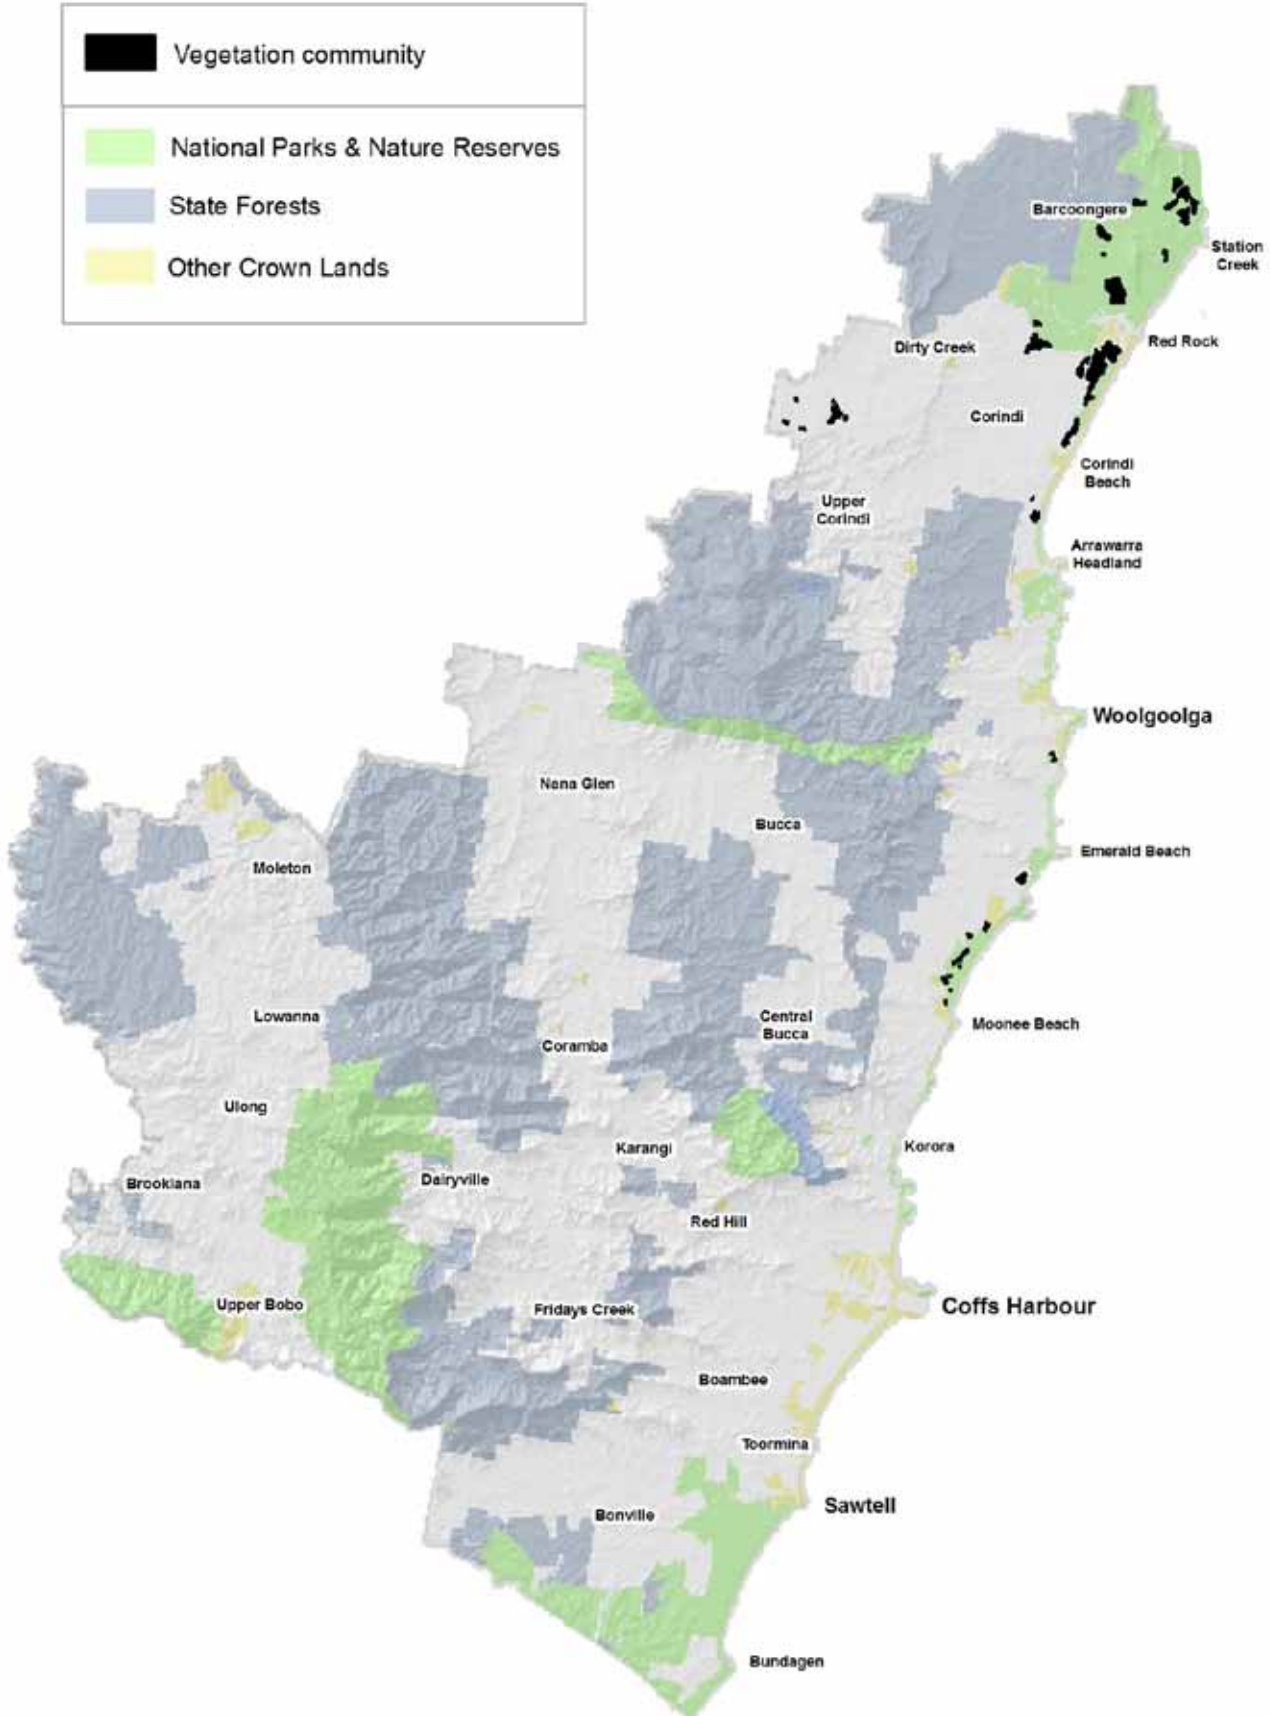 Vegetation community
National Parks & Nature Reserves
State Forests
Other Crown Lands
Barcoongere
Station
Creek
Red Rock
Dirty Creek
Corindi
Corindi
Beach
Upper
Corindi
Arrawarra
Headland
Woolgoolga
Nana Glen
Bucca
Emerald Beach
Moleton
Lowanna
Central
Bucca
Moonee Beach
Coramba
Ulong
Karangi
Korora
Brooklana
Dairyville
Red Hill
Upper Bobo
Fridays Creek
Coffs Harbour
Boambee
Toormina
Sawtell
Bonville
Bundagen